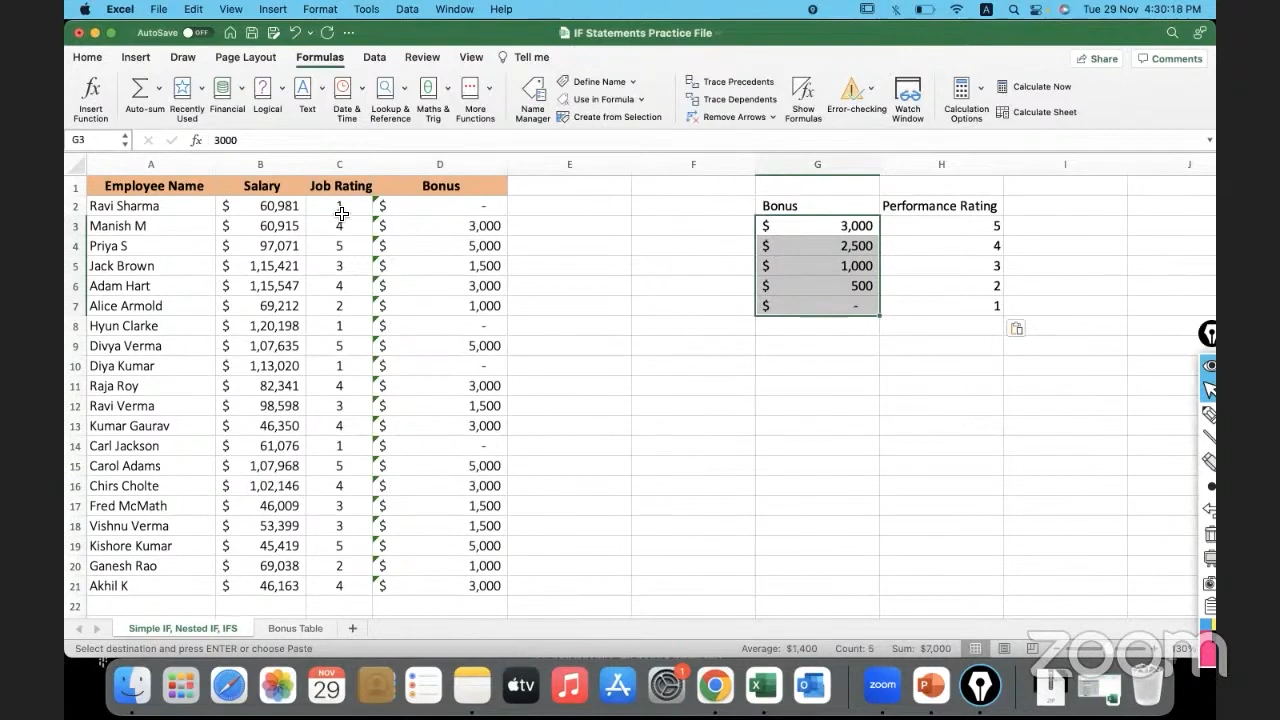 Excel File Edit View Insert Format Tools Data Window Help A Tue 29 Nov 4:30:18 PM
AutoSave OFF IF Statements Practice File
Home Insert Draw Page Layout Formulas Data Review View Tell me Share Comments
Insert Function Auto-sum Recently Used Financial Logical Text Date & Time Lookup & Reference Maths & Trig More Functions Name Manager Define Name Use in Formula Create from Selection Trace Precedents Trace Dependents Remove Arrows Show Formulas Error-checking Watch Window Calculation Options Calculate Now Calculate Sheet
G3 fx 3000
A B C D E F G H I J
1 Employee Name Salary Job Rating Bonus
2 Ravi Sharma $ 60,981 1 $ - Bonus Performance Rating
3 Manish M $ 60,915 4 $ 3,000 $ 3,000 5
4 Priya S $ 97,071 5 $ 5,000 $ 2,500 4
5 Jack Brown $ 1,15,421 3 $ 1,500 $ 1,000 3
6 Adam Hart $ 1,15,547 4 $ 3,000 $ 500 2
7 Alice Armold $ 69,212 2 $ 1,000 $ - 1
8 Hyun Clarke $ 1,20,198 1 $ -
9 Divya Verma $ 1,07,635 5 $ 5,000
10 Diya Kumar $ 1,13,020 1 $ -
11 Raja Roy $ 82,341 4 $ 3,000
12 Ravi Verma $ 98,598 3 $ 1,500
13 Kumar Gaurav $ 46,350 4 $ 3,000
14 Carl Jackson $ 61,076 1 $ -
15 Carol Adams $ 1,07,968 5 $ 5,000
16 Chirs Cholte $ 1,02,146 4 $ 3,000
17 Fred McMath $ 46,009 3 $ 1,500
18 Vishnu Verma $ 53,399 3 $ 1,500
19 Kishore Kumar $ 45,419 5 $ 5,000
20 Ganesh Rao $ 69,038 2 $ 1,000
21 Akhil K $ 46,163 4 $ 3,000
22
Simple IF, Nested IF, IFS Bonus Table +
Select destination and press ENTER or choose Paste Average: $1,400 Count: 5 Sum: $7,000
zoom
NOV 29 tv 1 zoom